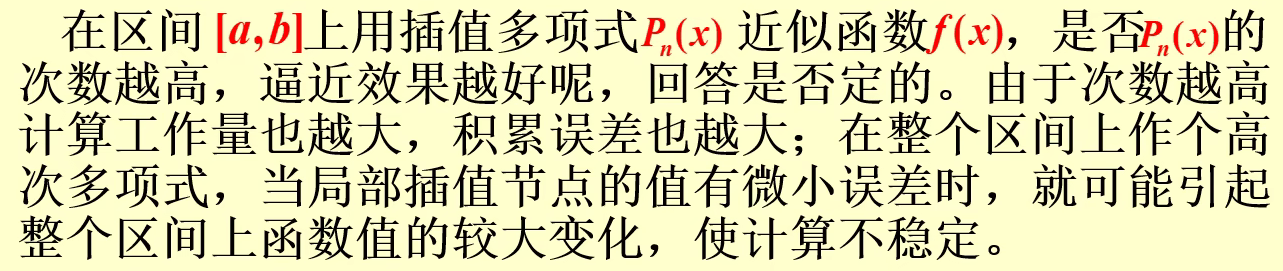 在区间[a,b]上用插值多项式Pₙ(x)近似函数f(x)，是否Pₙ(x)的
次数越高，逼近效果越好呢，回答是否定的。由于次数越高
计算工作量也越大，积累误差也越大；在整个区间上作个高
次多项式，当局部插值节点的值有微小误差时，就可能引起
整个区间上函数值的较大变化，使计算不稳定。